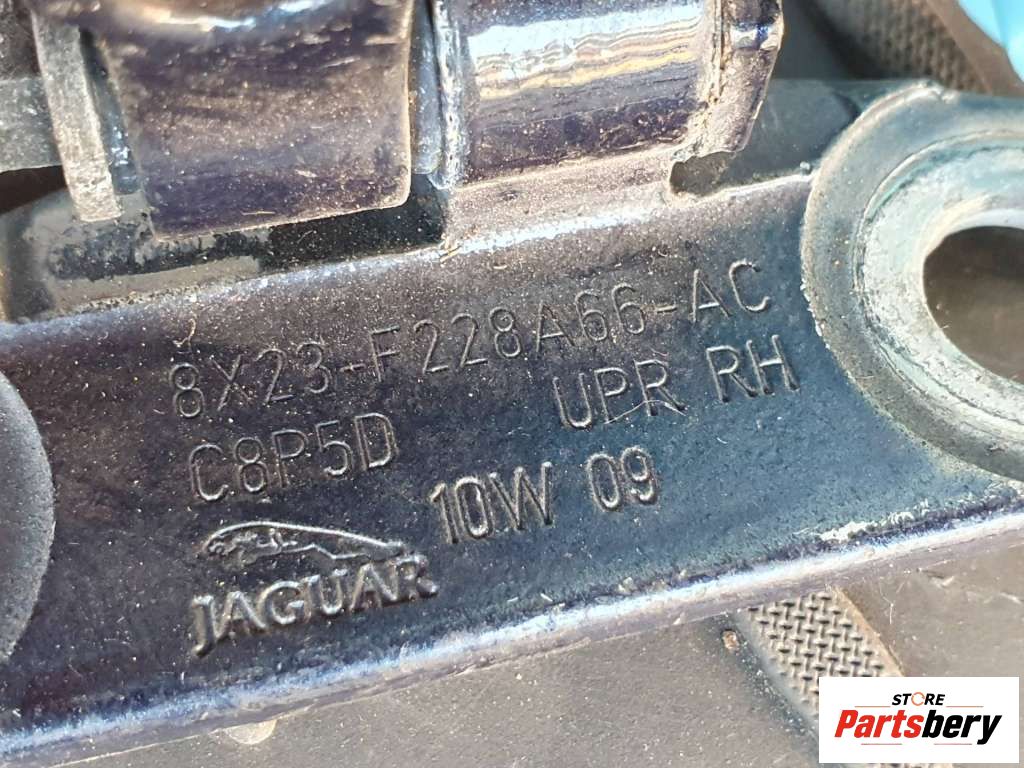 8X23-F228A66-AC
C8P5D UPR RH
10W 09
JAGUAR
STORE
Partsbery